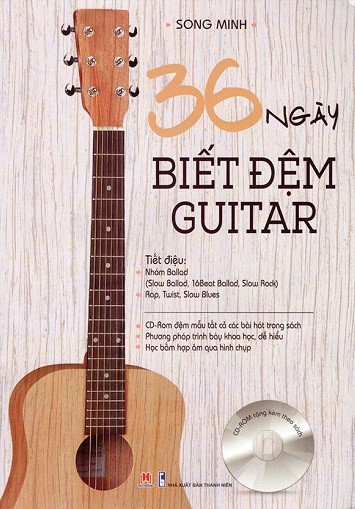 SONG MINH
36 NGÀY
BIẾT ĐỆM
GUITAR
Tiết điệu:
Nhóm Ballad
(Slow Ballad, 16Beat Ballad, Slow Rock)
Rap, Twist, Slow Blues
CD-Rom đệm mẫu tất cả các bài hát trong sách
Phương pháp trình bày khoa học, dễ hiểu
Học bấm hợp âm qua hình chụp
CD-ROM tặng kèm theo sách
NHÀ XUẤT BẢN THANH NIÊN